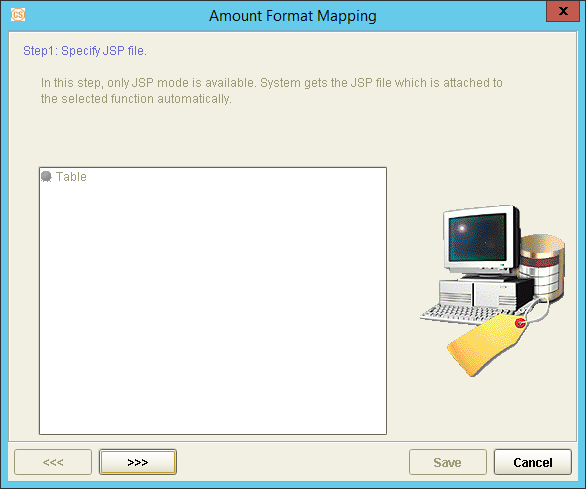 CS
Amount Format Mapping
x
Step1: Specify JSP file.
In this step, only JSP mode is available. System gets the JSP file which is attached to
the selected function automatically.
Table
<<<
>>>
Save
Cancel